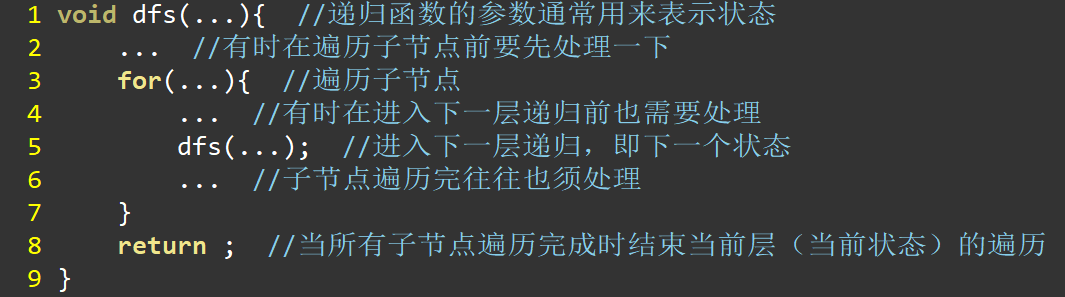 1 void dfs(...){  //递归函数的参数通常用来表示状态
2     ...  //有时在遍历子节点前要先处理一下
3     for(...){  //遍历子节点
4         ...  //有时在进入下一层递归前也需要处理
5         dfs(...);  //进入下一层递归，即下一个状态
6         ...  //子节点遍历完往往也须处理
7     }
8     return ;  //当所有子节点遍历完成时结束当前层（当前状态）的遍历
9 }